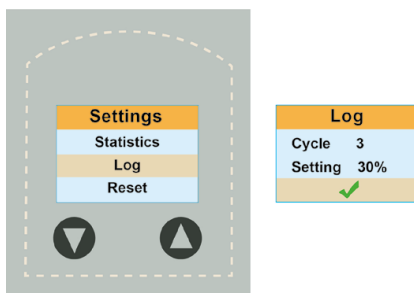 Settings
Statistics
Log
Reset
Log
Cycle 3
Setting 30%